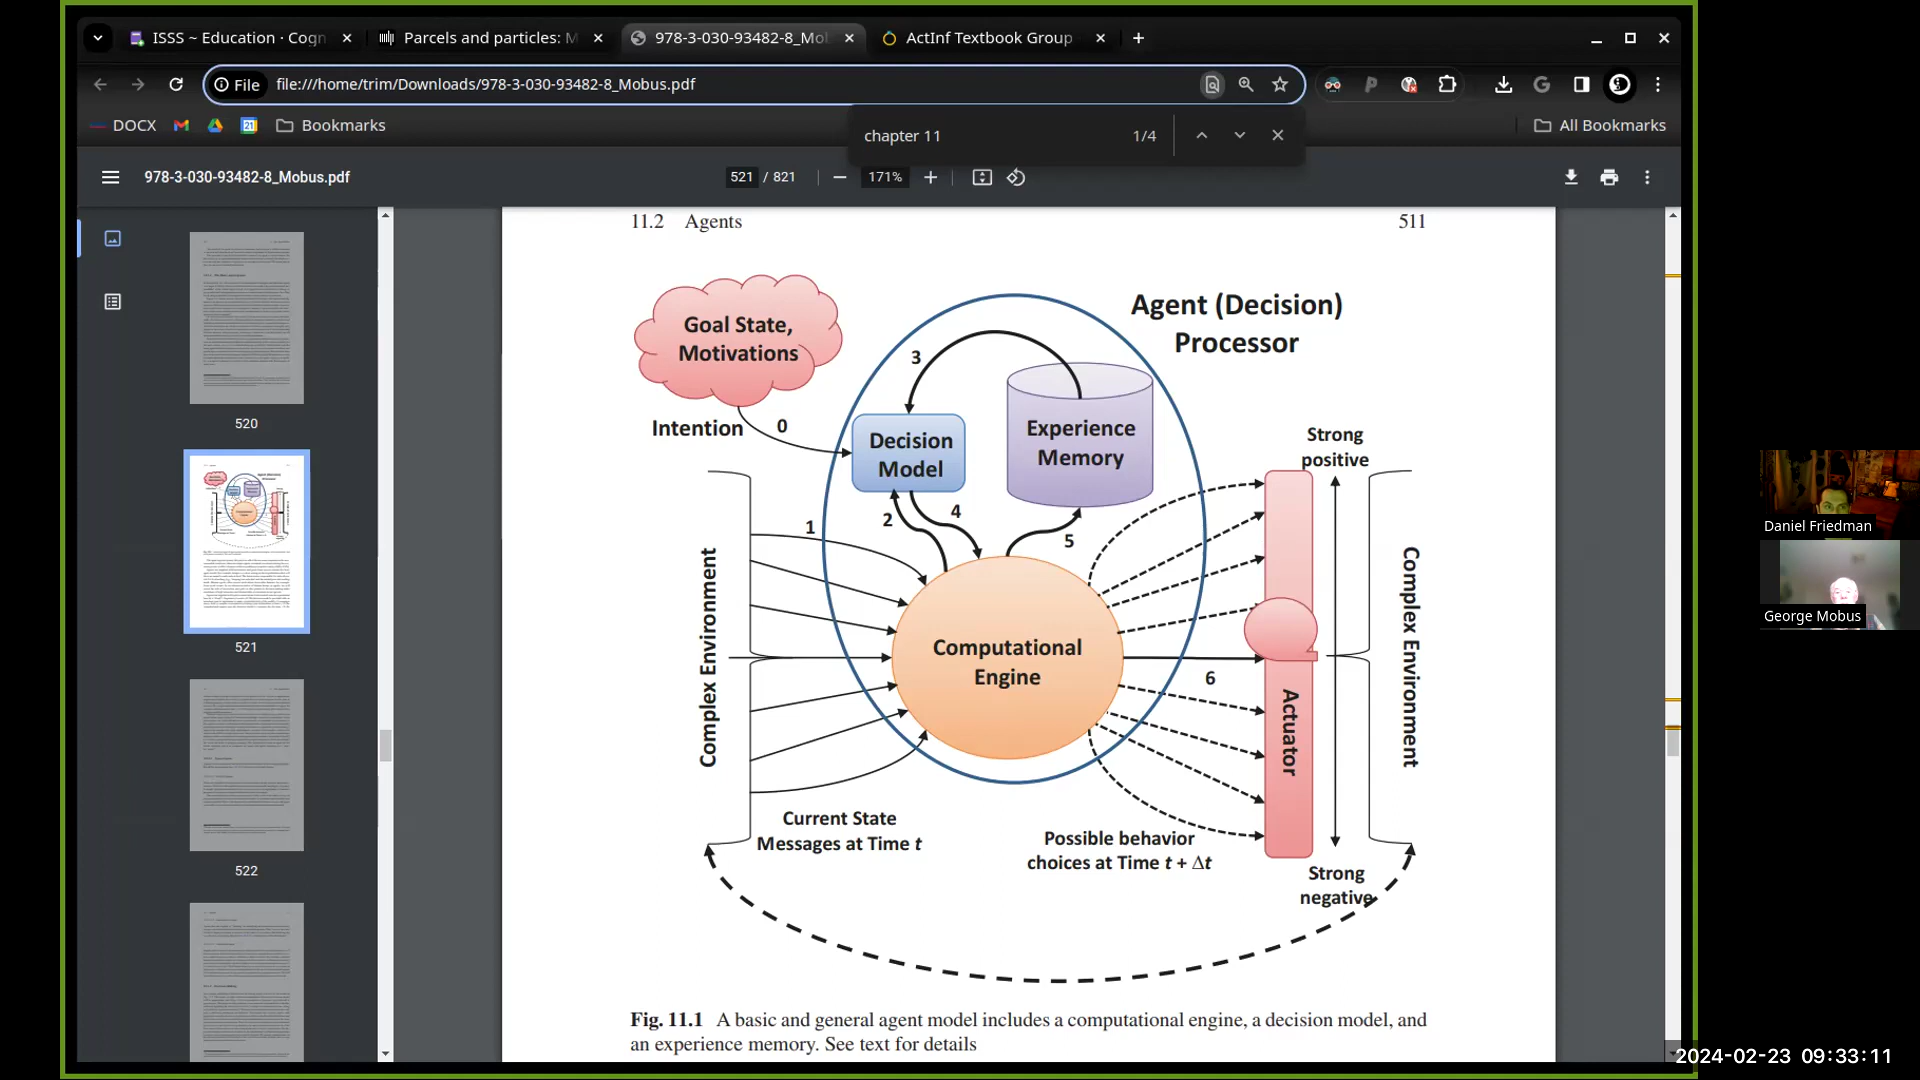 ISSS ~ Education · Cogn
Parcels and particles: M
978-3-030-93482-8_Mob
ActInf Textbook Group
File
file:///home/trim/Downloads/978-3-030-93482-8_Mobus.pdf
DOCX
Bookmarks
All Bookmarks
chapter 11
1/4
978-3-030-93482-8_Mobus.pdf
521 / 821
171%
520
521
522
11.2 Agents
511
Goal State,
Motivations
Agent (Decision)
Processor
Intention
0
3
Decision
Model
Experience
Memory
Strong
positive
1
2
4
5
6
Complex Environment
Computational
Engine
Actuator
Complex Environment
Current State
Messages at Time t
Possible behavior
choices at Time t + Δt
Strong
negative
Fig. 11.1 A basic and general agent model includes a computational engine, a decision model, and
an experience memory. See text for details
Daniel Friedman
George Mobus
2024-02-23 09:33:11